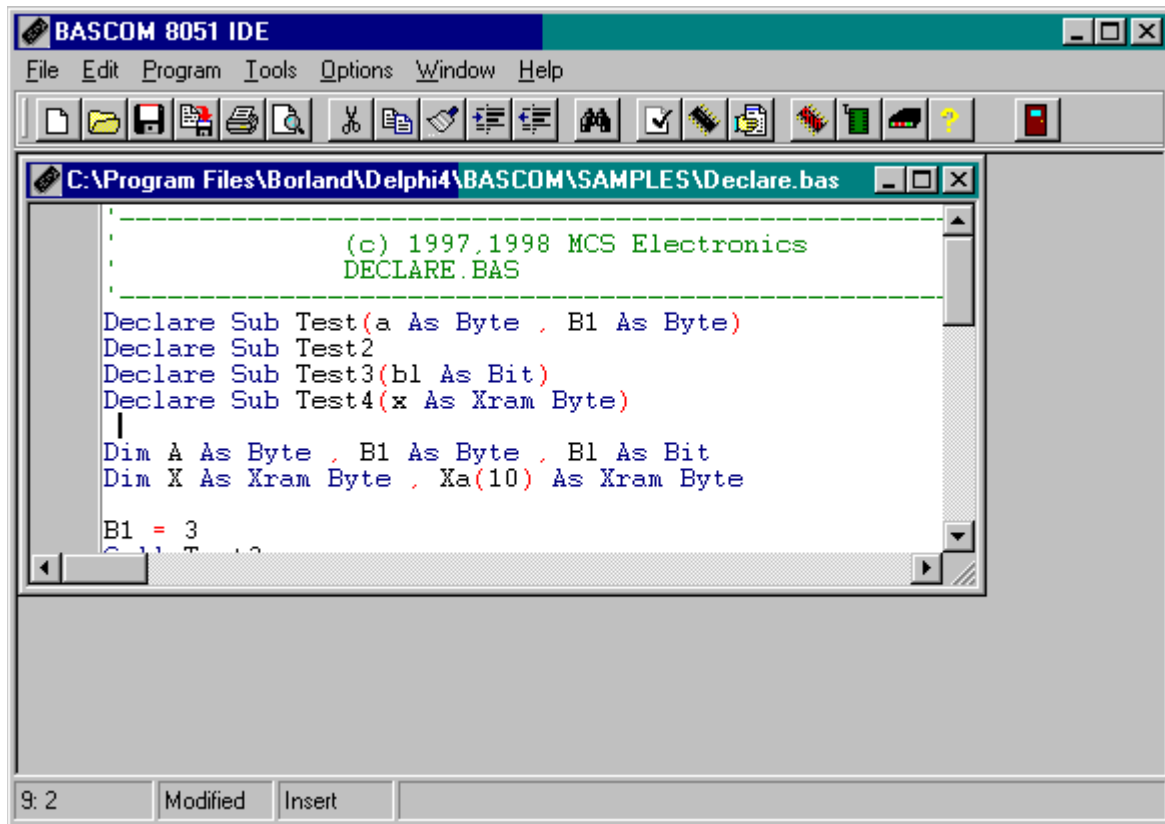 BASCOM 8051 IDE
File Edit Program Tools Options Window Help
C:\Program Files\Borland\Delphi4\BASCOM\SAMPLES\Declare.bas
'----------------------------------------------------
' (c) 1997,1998 MCS Electronics
' DECLARE.BAS
'----------------------------------------------------
Declare Sub Test(a As Byte , B1 As Byte)
Declare Sub Test2
Declare Sub Test3(bl As Bit)
Declare Sub Test4(x As Xram Byte)
Dim A As Byte , B1 As Byte , Bl As Bit
Dim X As Xram Byte , Xa(10) As Xram Byte
B1 = 3
9: 2 Modified Insert